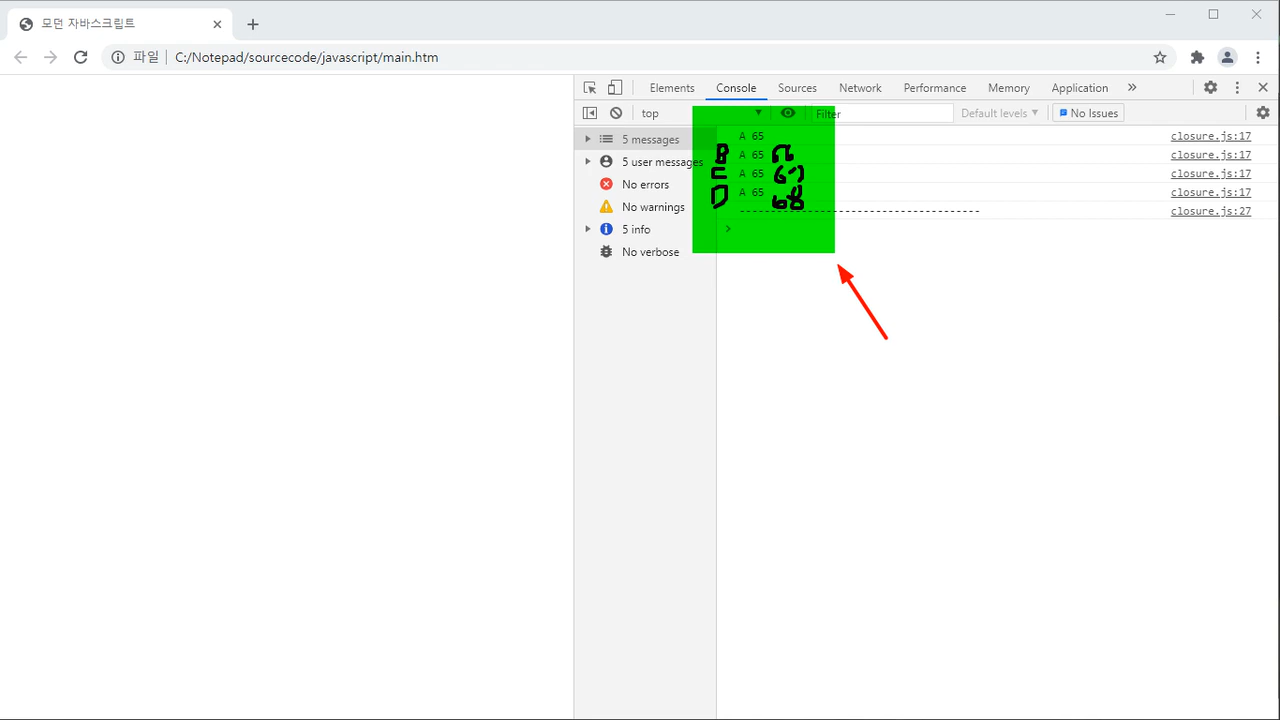 모던 자바스크립트
파일 C:/Notepad/sourcecode/javascript/main.htm
Elements Console Sources Network Performance Memory Application
top Filter Default levels No Issues
5 messages
5 user messages
No errors
No warnings
5 info
No verbose
A 65 closure.js:17
B A 65 closure.js:17
C A 65 67 closure.js:17
D A 65 68 closure.js:17
---------------------------------------- closure.js:27
>